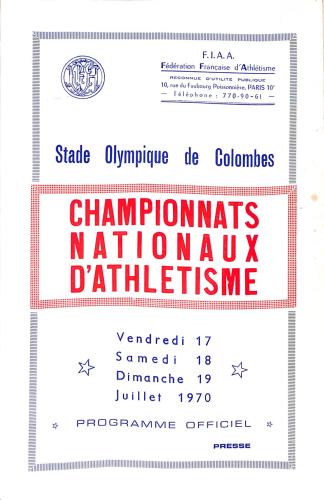 F.I.A.A.
Fédération Française d'Athlétisme
RECONNUE D'UTILITÉ PUBLIQUE
10, rue du Faubourg Poissonnière, PARIS 10e
— Téléphone : 770-90-61 —
Stade Olympique de Colombes
CHAMPIONNATS
NATIONAUX
D'ATHLETISME
Vendredi 17
Samedi 18
Dimanche 19
Juillet 1970
PROGRAMME OFFICIEL
PRESSE